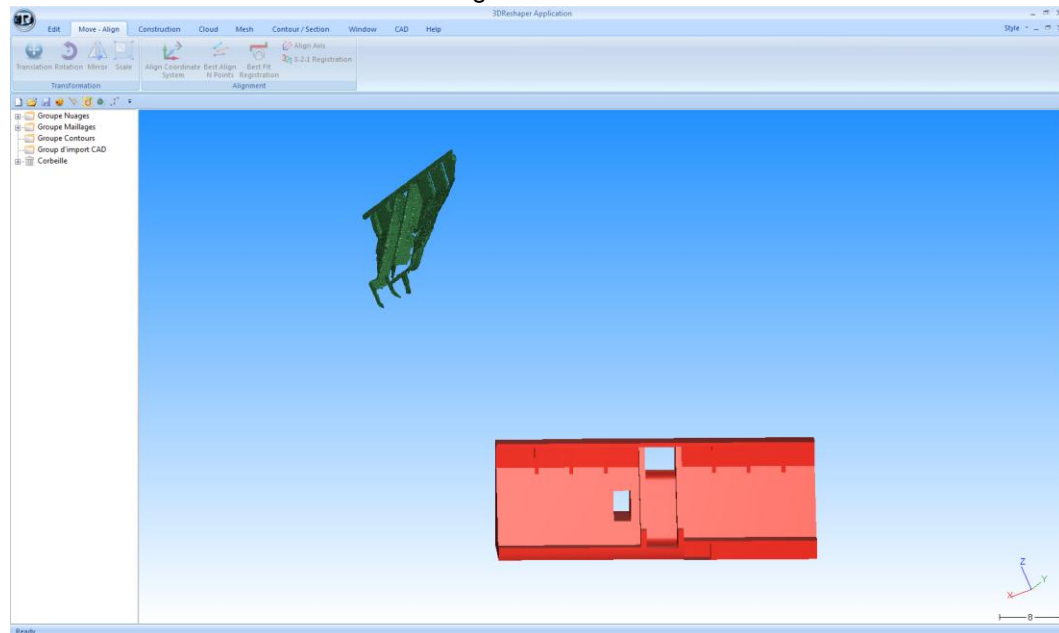 3DReshaper Application
Edit Move - Align Construction Cloud Mesh Contour / Section Window CAD Help Style
Translation Rotation Mirror Scale
Transformation
Align Coordinate System
Best Align N Points
Best Fit Registration
Align Axis
3-2-1 Registration
Alignment
Groupe Nuages
Groupe Maillages
Groupe Contours
Group d'import CAD
Corbeille
Z
Y
X
8
Ready